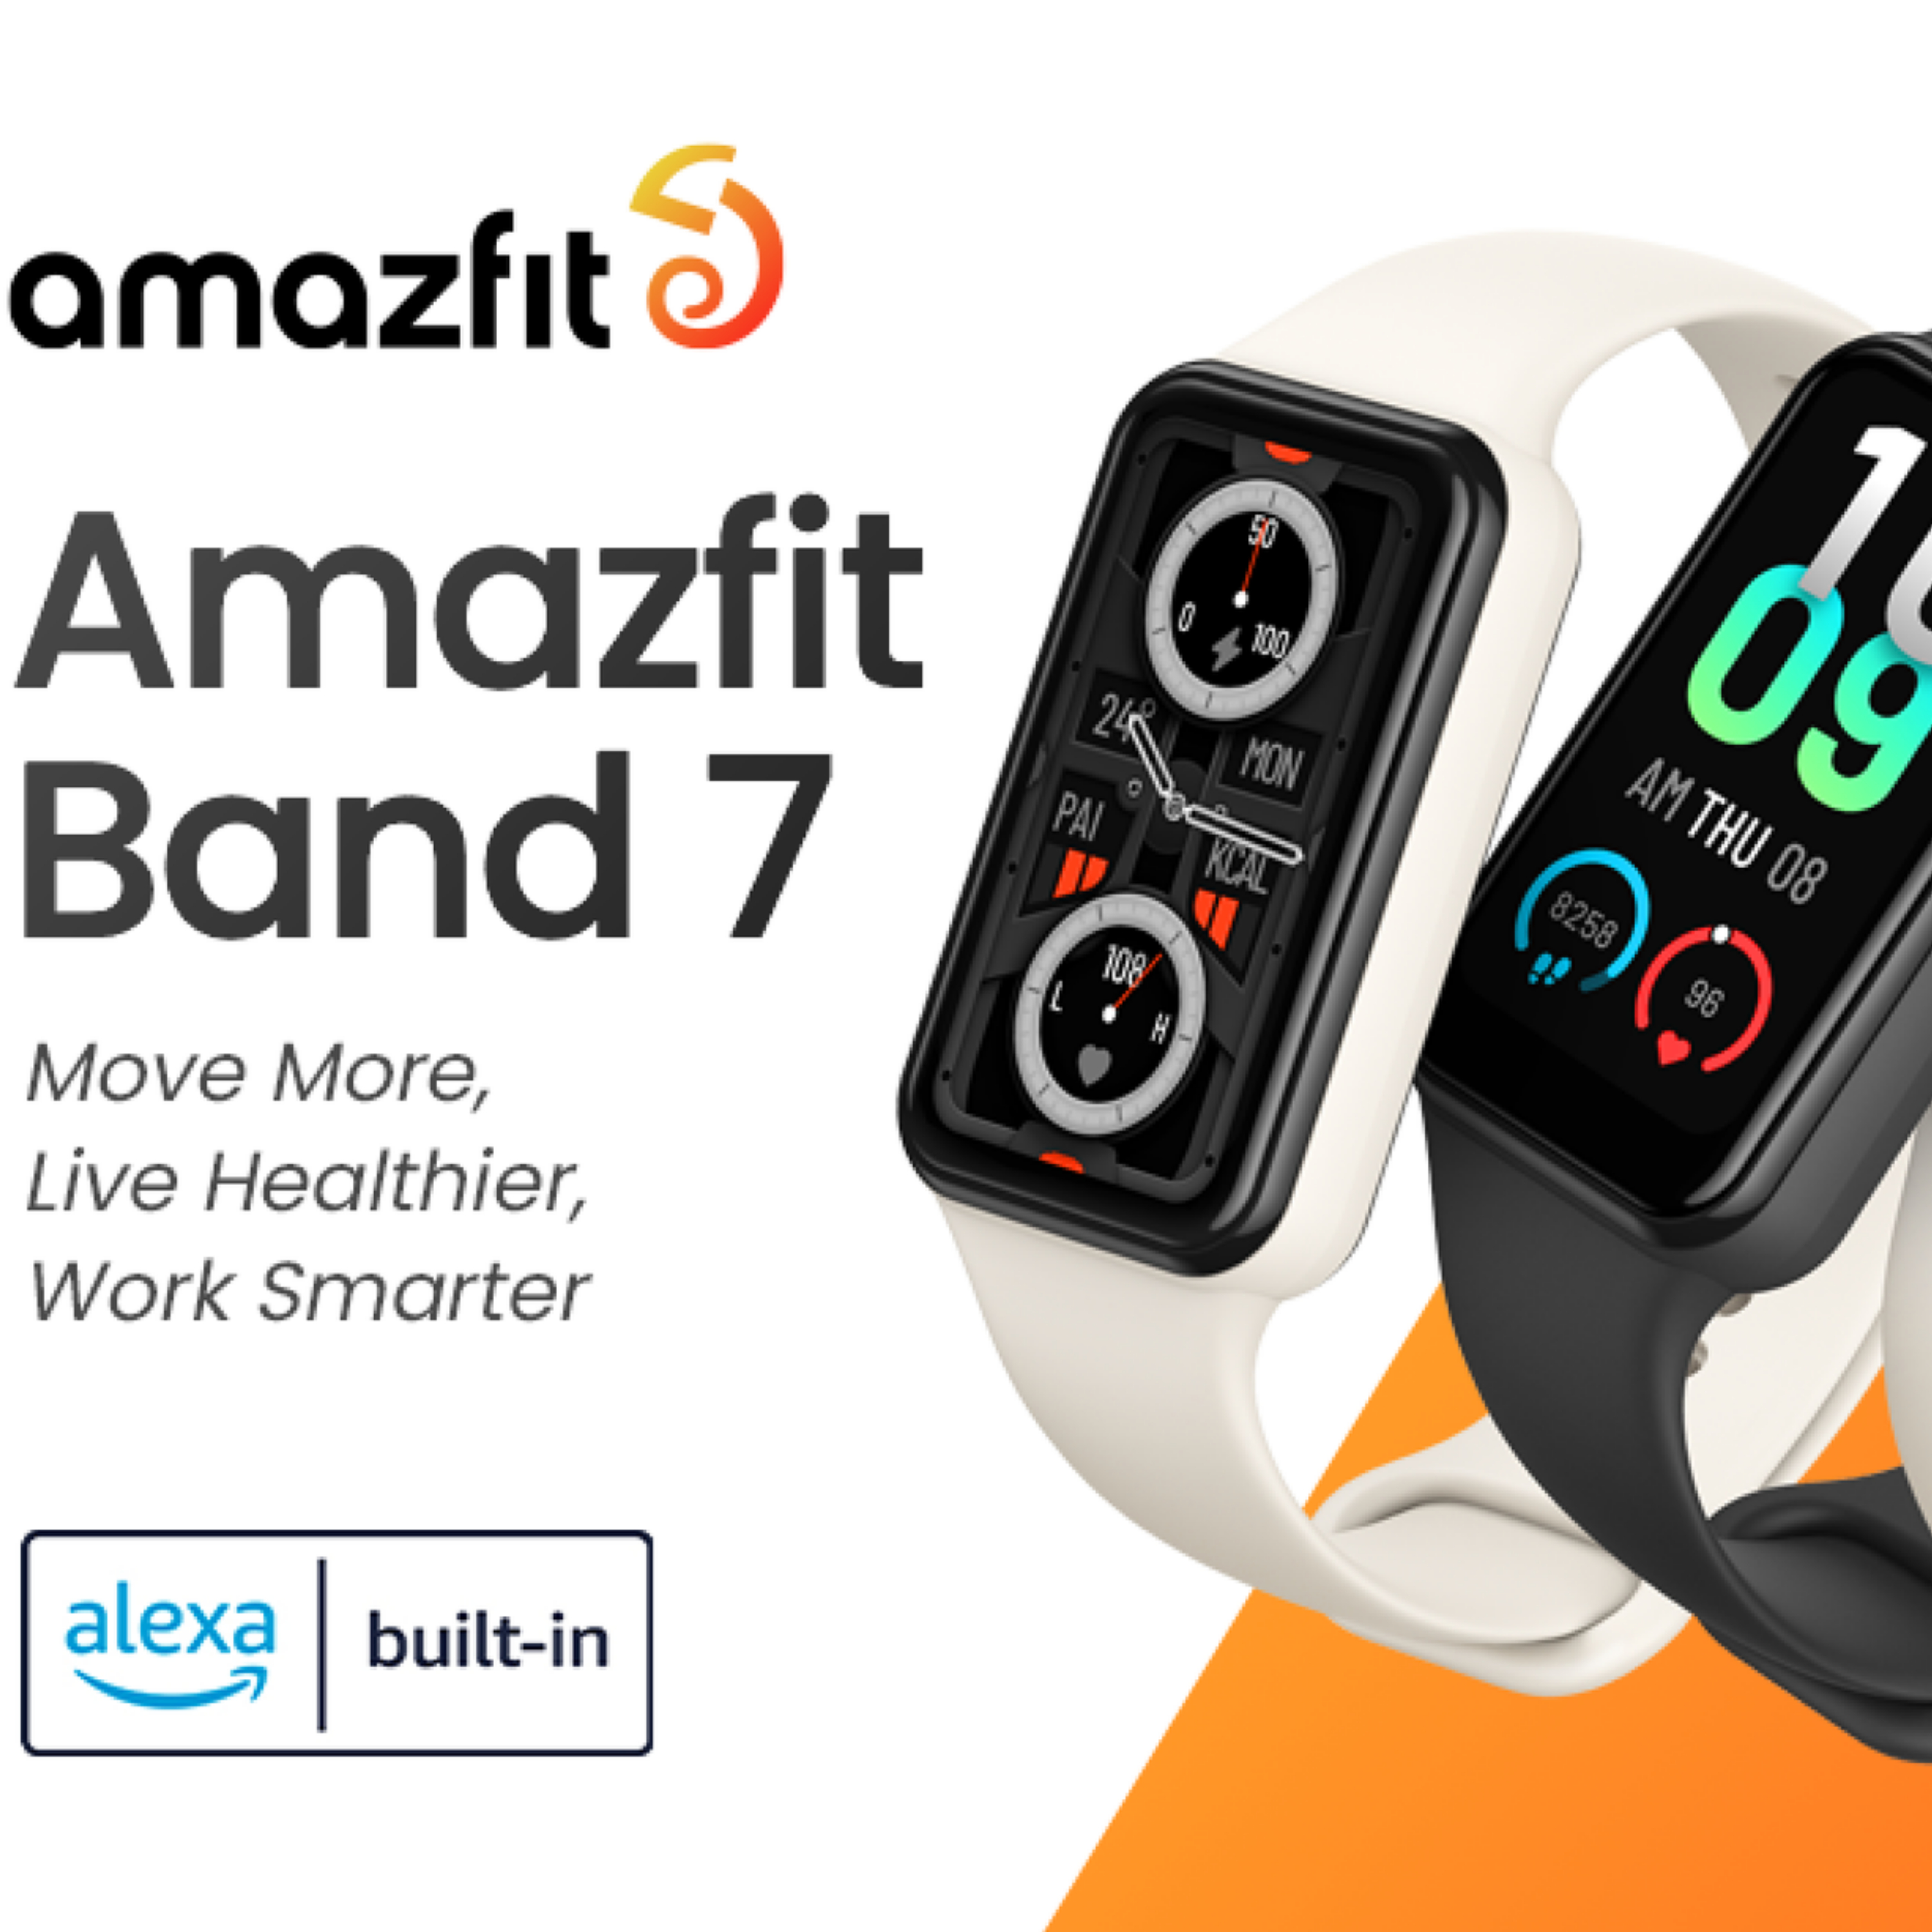 amazfit
Amazfit
Band 7
Move More,
Live Healthier,
Work Smarter
alexa | built-in
50
0
100
24°
MON
PAI
KCAL
108
L
H
09
AM THU 08
8258
96